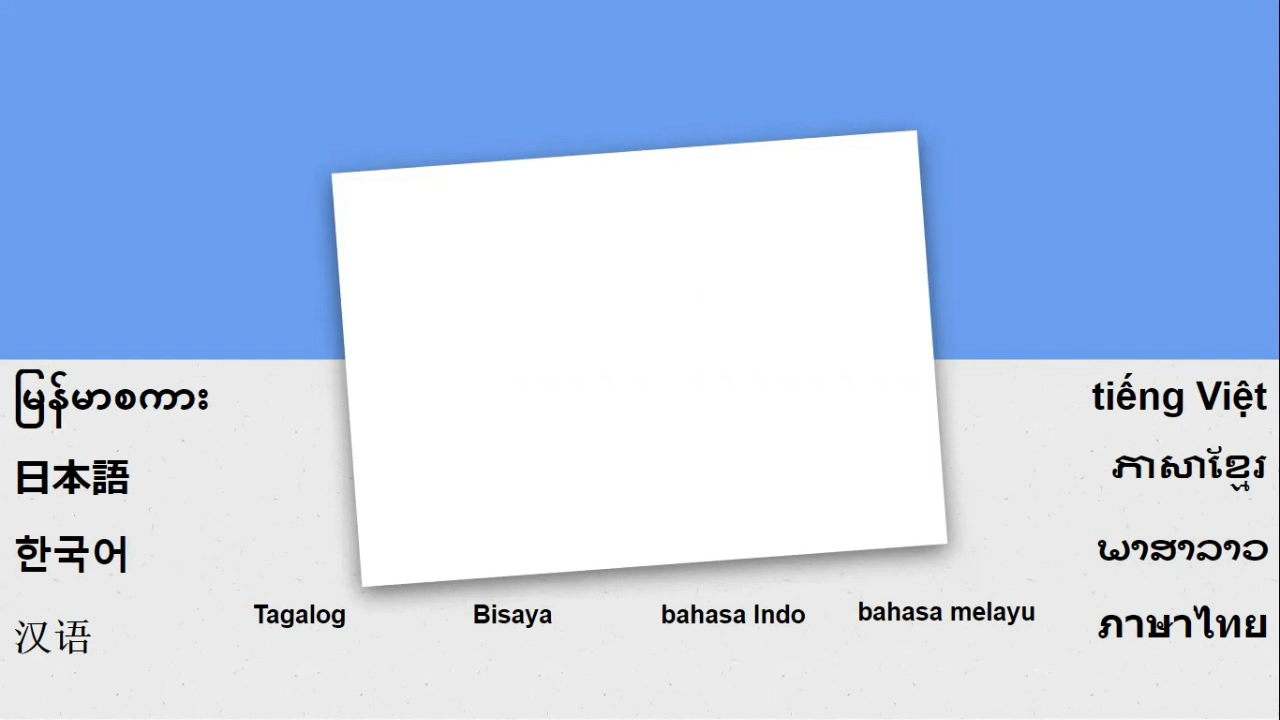 မြန်မာစကား
日本語
한국어
汉语
Tagalog
Bisaya
bahasa Indo
bahasa melayu
tiếng Việt
ភាសាខ្មែរ
ພາສາລາວ
ภาษาไทย